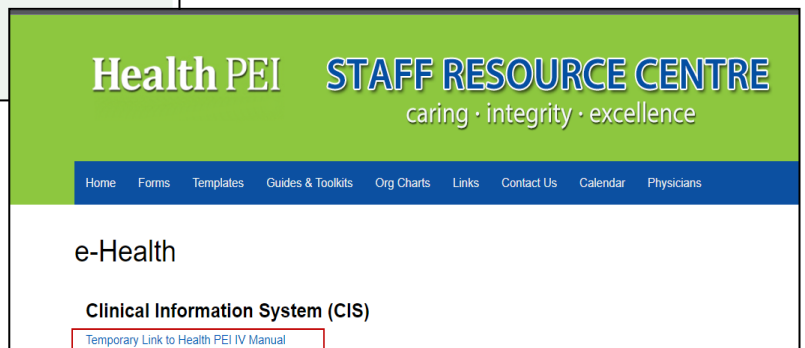 Health PEI STAFF RESOURCE CENTRE
caring · integrity · excellence
Home Forms Templates Guides & Toolkits Org Charts Links Contact Us Calendar Physicians
e-Health
Clinical Information System (CIS)
Temporary Link to Health PEI IV Manual